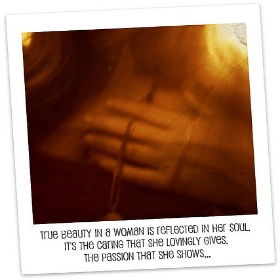 True Beauty in a woman is reflected in her soul.
It's the caring that she lovingly gives,
the passion that she shows...